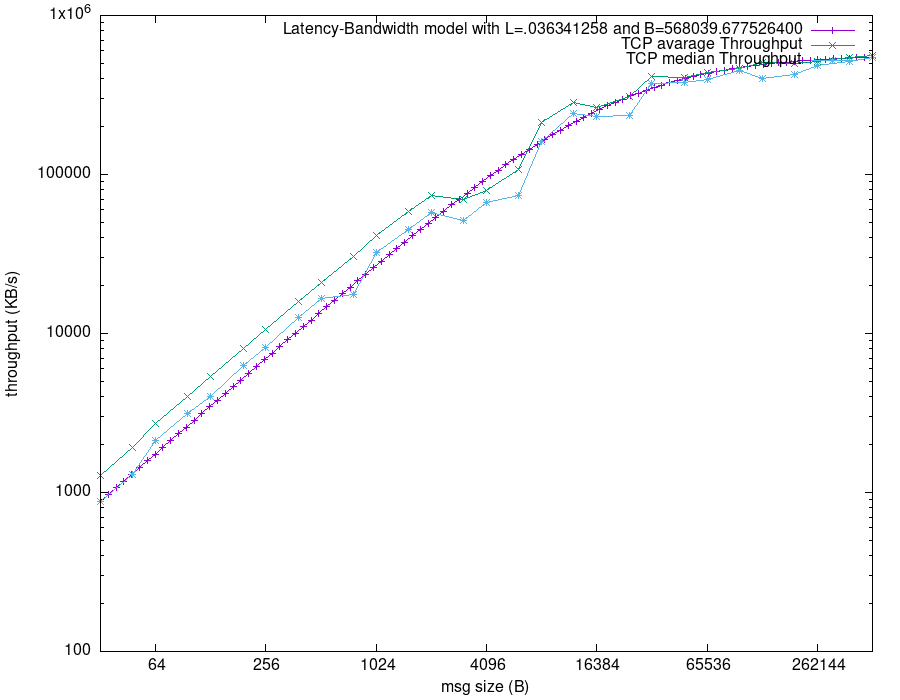 Latency-Bandwidth model with L=.036341258 and B=568039.677526400
TCP avarage Throughput
TCP median Throughput
1x10^6
100000
10000
1000
100
throughput (KB/s)
64 256 1024 4096 16384 65536 262144
msg size (B)